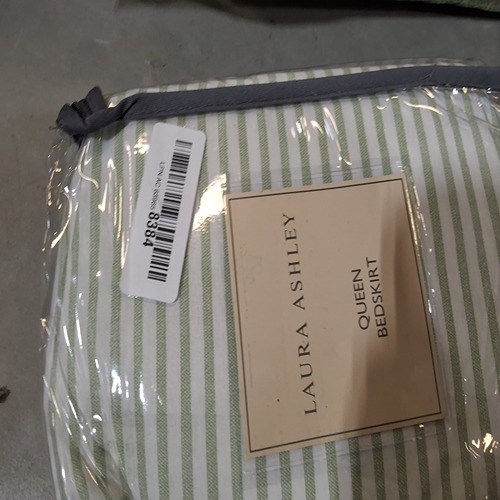 LAURA ASHLEY
QUEEN
BEDSKIRT
8384